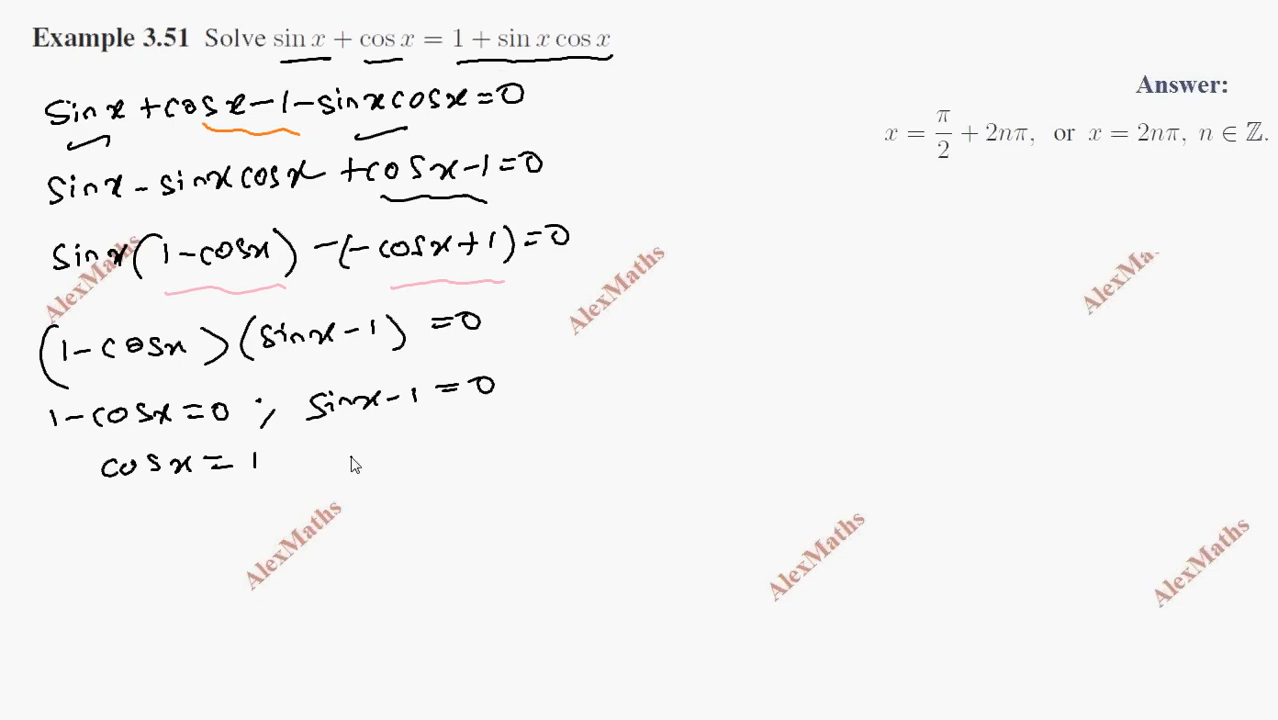 Example 3.51 Solve sin x + cos x = 1 + sin x cos x
Answer:
x = π/2 + 2nπ, or x = 2nπ, n ∈ ℤ.
Sin x + cos x - 1 - sin x cos x = 0
Sin x - sin x cos x + cos x - 1 = 0
Sin x (1 - cos x) - (- cos x + 1) = 0
(1 - cos x) (sin x - 1) = 0
1 - cos x = 0 ; sin x - 1 = 0
cos x = 1
AlexMaths
AlexMaths
AlexMaths
AlexMaths
AlexMaths
AlexMaths